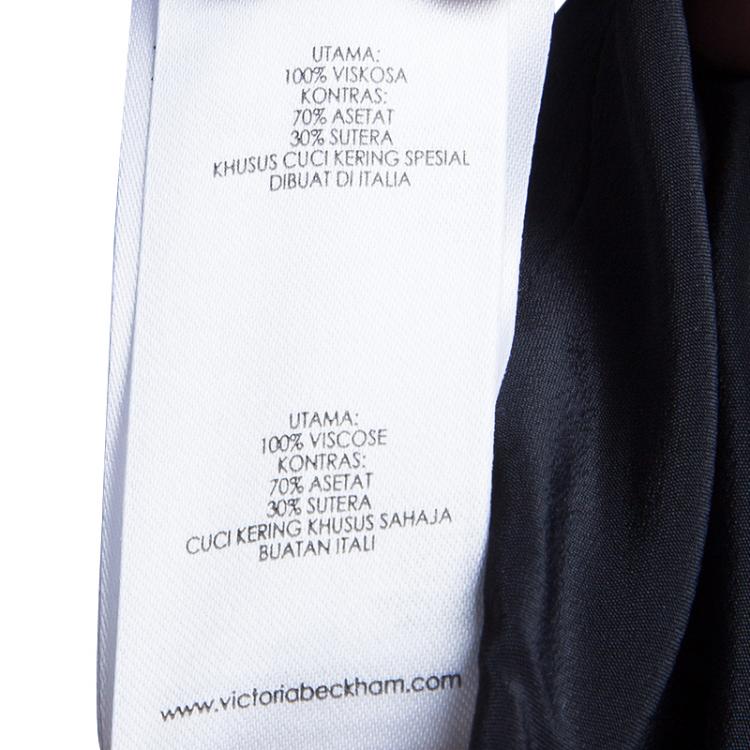 UTAMA:
100% VISKOSA
KONTRAS:
70% ASETAT
30% SUTERA
KHUSUS CUCI KERING SPESIAL
DIBUAT DI ITALIA
UTAMA:
100% VISCOSE
KONTRAS:
70% ASETAT
30% SUTERA
CUCI KERING KHUSUS SAHAJA
BUATAN ITALI
www.victoriabeckham.com